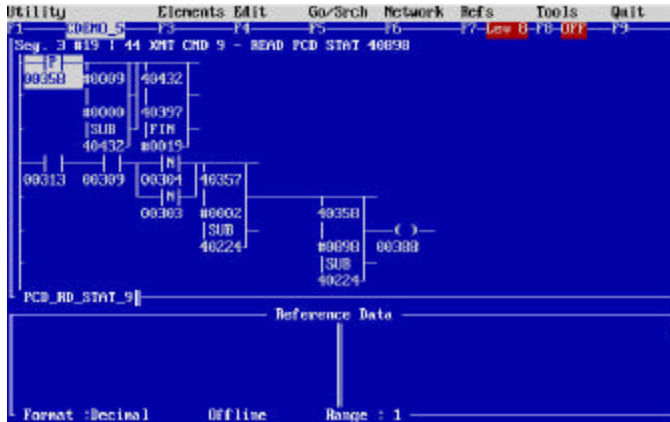 Utility Elements Edit Go/Srch Network Refs Tools Quit
F1 XDEMO_5 F3 F4 F5 F6 F7-Lev 8-F8-OFF F9
Seg. 3 #19 | 44 XMT CMD 9 - READ PCD STAT 40898
P
00358 #0009 40432
#0000 40397
SUB FIN
40432 #0019
N
00313 00309 00304 40357
N
00303 #0002 40358
SUB ( )
40224 #0898 00388
SUB
40224
PCD_RD_STAT_9
Reference Data
Format :Decimal Offline Range : 1